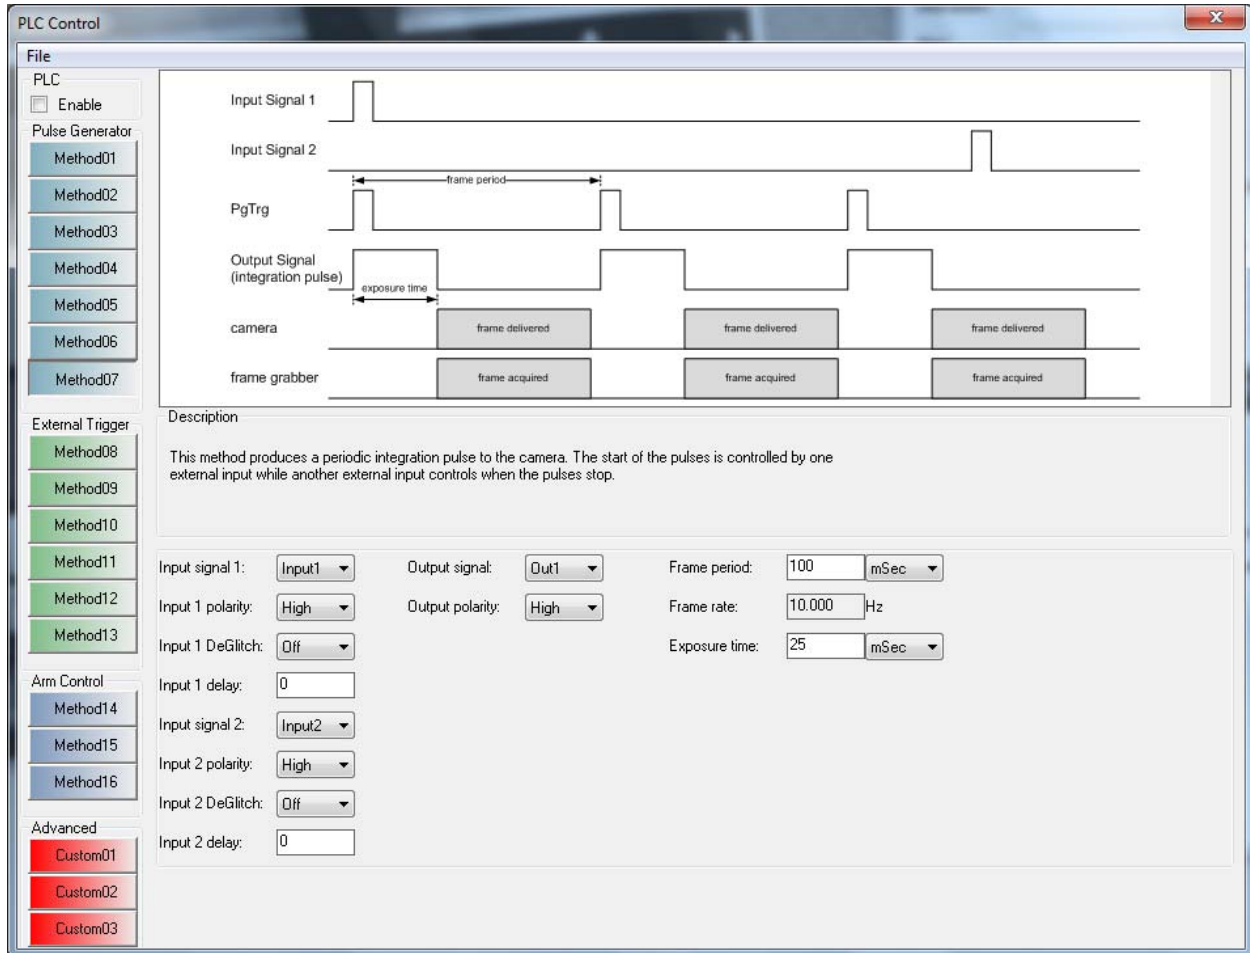 PLC Control
File
PLC
Enable
Pulse Generator
Method01
Method02
Method03
Method04
Method05
Method06
Method07
External Trigger
Method08
Method09
Method10
Method11
Method12
Method13
Arm Control
Method14
Method15
Method16
Advanced
Custom01
Custom02
Custom03
Input Signal 1
Input Signal 2
frame period
PgTrg
Output Signal
(integration pulse)
exposure time
camera
frame delivered frame delivered frame delivered
frame grabber
frame acquired frame acquired frame acquired
Description
This method produces a periodic integration pulse to the camera. The start of the pulses is controlled by one
external input while another external input controls when the pulses stop.
Input signal 1: Input1 Output signal: Out1 Frame period: 100 mSec
Input 1 polarity: High Output polarity: High Frame rate: 10.000 Hz
Input 1 DeGlitch: Off Exposure time: 25 mSec
Input 1 delay: 0
Input signal 2: Input2
Input 2 polarity: High
Input 2 DeGlitch: Off
Input 2 delay: 0